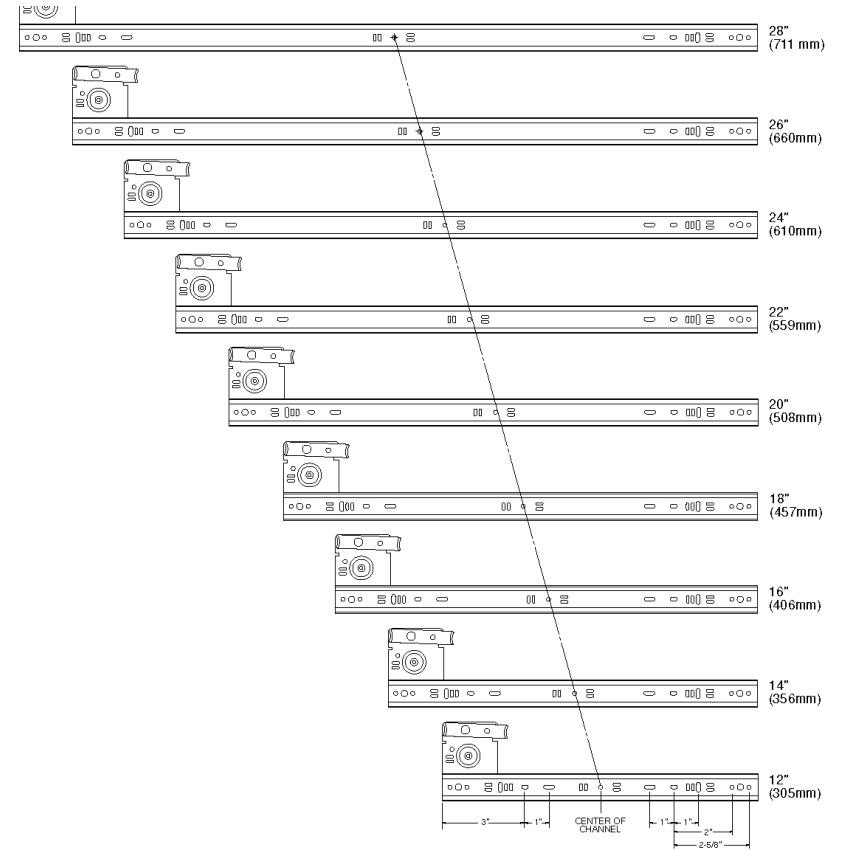 28"
(711 mm)
26"
(660mm)
24"
(610mm)
22"
(559mm)
20"
(508mm)
18"
(457mm)
16"
(406mm)
14"
(356mm)
12"
(305mm)
3" 1" CENTER OF CHANNEL 1" 1"
2"
2-5/8"